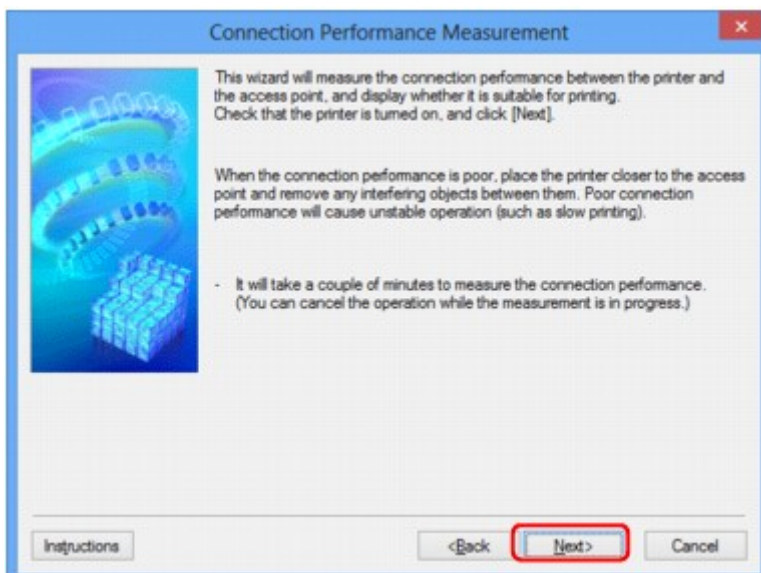 Connection Performance Measurement
This wizard will measure the connection performance between the printer and
the access point, and display whether it is suitable for printing.
Check that the printer is turned on, and click [Next].
When the connection performance is poor, place the printer closer to the access
point and remove any interfering objects between them. Poor connection
performance will cause unstable operation (such as slow printing).
- It will take a couple of minutes to measure the connection performance.
(You can cancel the operation while the measurement is in progress.)
Instructions <Back Next> Cancel